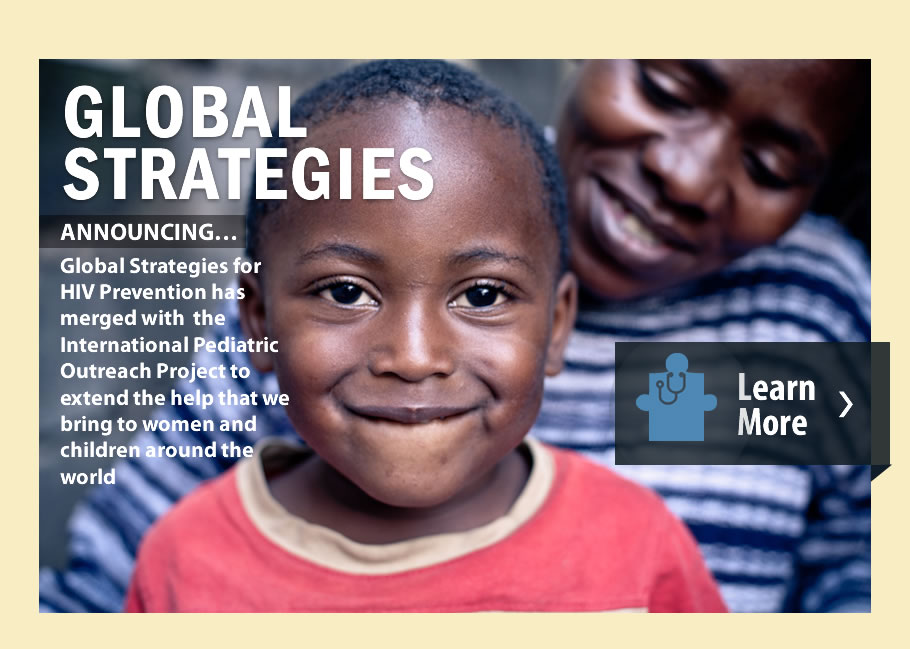 GLOBAL
STRATEGIES
ANNOUNCING...
Global Strategies for
HIV Prevention has
merged with the
International Pediatric
Outreach Project to
extend the help that we
bring to women and
children around the
world
Learn
More